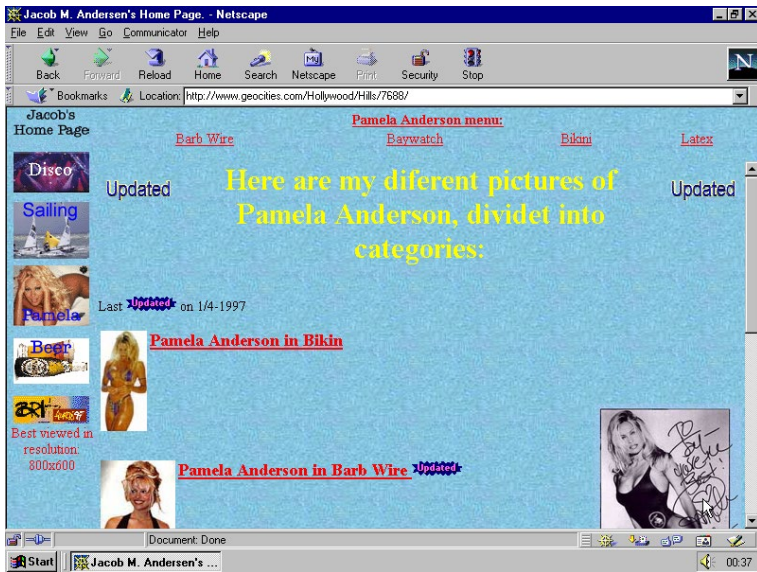 Jacob M. Andersen's Home Page. - Netscape
File Edit View Go Communicator Help
Back Forward Reload Home Search Netscape Print Security Stop
My
N
Bookmarks Location: http://www.geocities.com/Hollywood/Hills/7688/
Jacob's
Home Page
Disco
Sailing
Pamela
Beer
Best viewed in
resolution:
800x600
Pamela Anderson menu:
Barb Wire Baywatch Bikini Latex
Updated
Here are my diferent pictures of
Pamela Anderson, dividet into
categories:
Updated
Last Updated on 1/4-1997
Pamela Anderson in Bikin
Pamela Anderson in Barb Wire Updated
TO
Document: Done
Start Jacob M. Andersen's ... 00:37